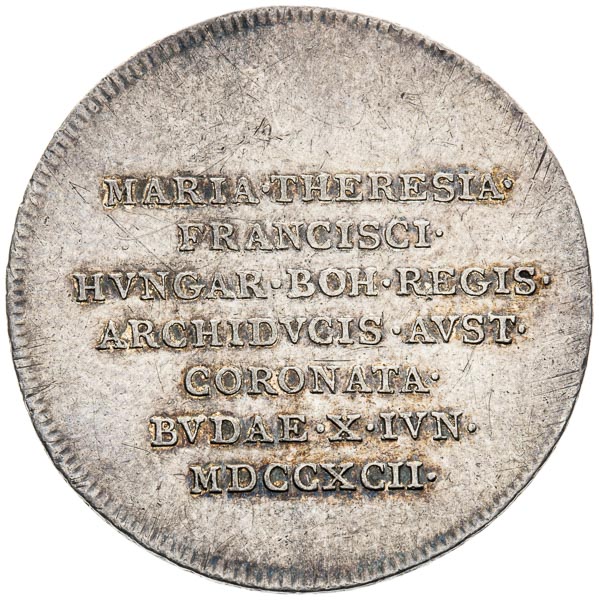 MARIA·THERESIA·
FRANCISCI·
HVNGAR·BOH·REGIS·
ARCHIDVCIS·AVST·
CORONATA·
BVDAE·X·IVN·
MDCCXCII·